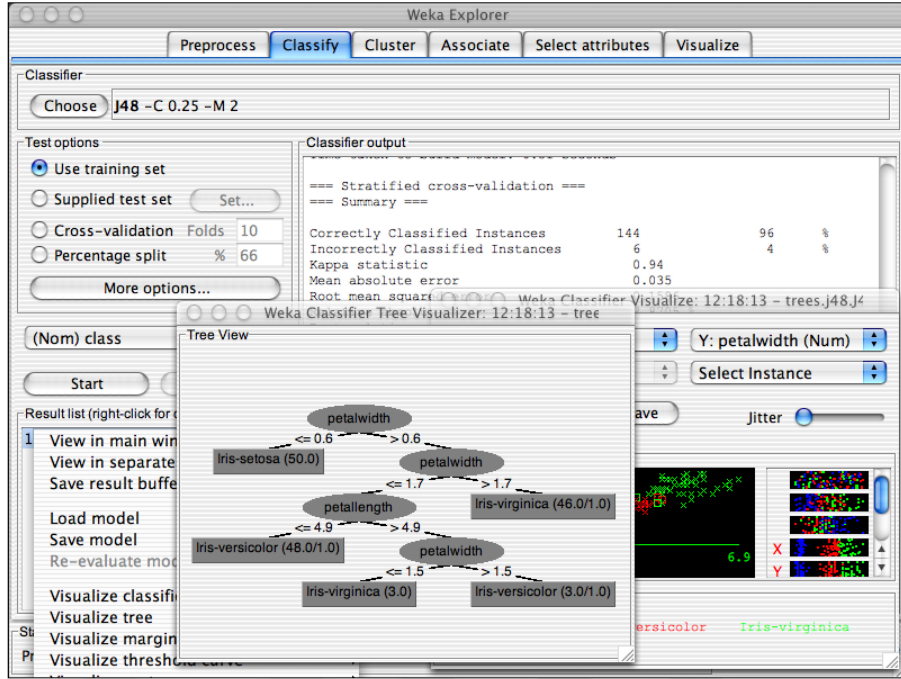 Weka Explorer
Preprocess Classify Cluster Associate Select attributes Visualize
Classifier
Choose J48 -C 0.25 -M 2
Test options
Use training set
Supplied test set Set...
Cross-validation Folds 10
Percentage split % 66
More options...
(Nom) class
Start
Result list (right-click for
Classifier output
=== Stratified cross-validation ===
=== Summary ===
Correctly Classified Instances 144 96 %
Incorrectly Classified Instances 6 4 %
Kappa statistic 0.94
Mean absolute error 0.035
Root mean
Weka Classifier Visualize: 12:18:13 - trees.j48.J4
Y: petalwidth (Num)
Select Instance
Jitter
6.9
X
Y
Iris-virginica
Weka Classifier Tree Visualizer: 12:18:13 - tree
Tree View
petalwidth
<= 0.6 > 0.6
Iris-setosa (50.0) petalwidth
<= 1.7 > 1.7
petallength Iris-virginica (46.0/1.0)
<= 4.9 > 4.9
Iris-versicolor (48.0/1.0) petalwidth
<= 1.5 > 1.5
Iris-virginica (3.0) Iris-versicolor (3.0/1.0)
View in main win
View in separate
Save result buffe
Load model
Save model
Re-evaluate mod
Visualize classifi
Visualize tree
Visualize margin
Visualize threshold curve